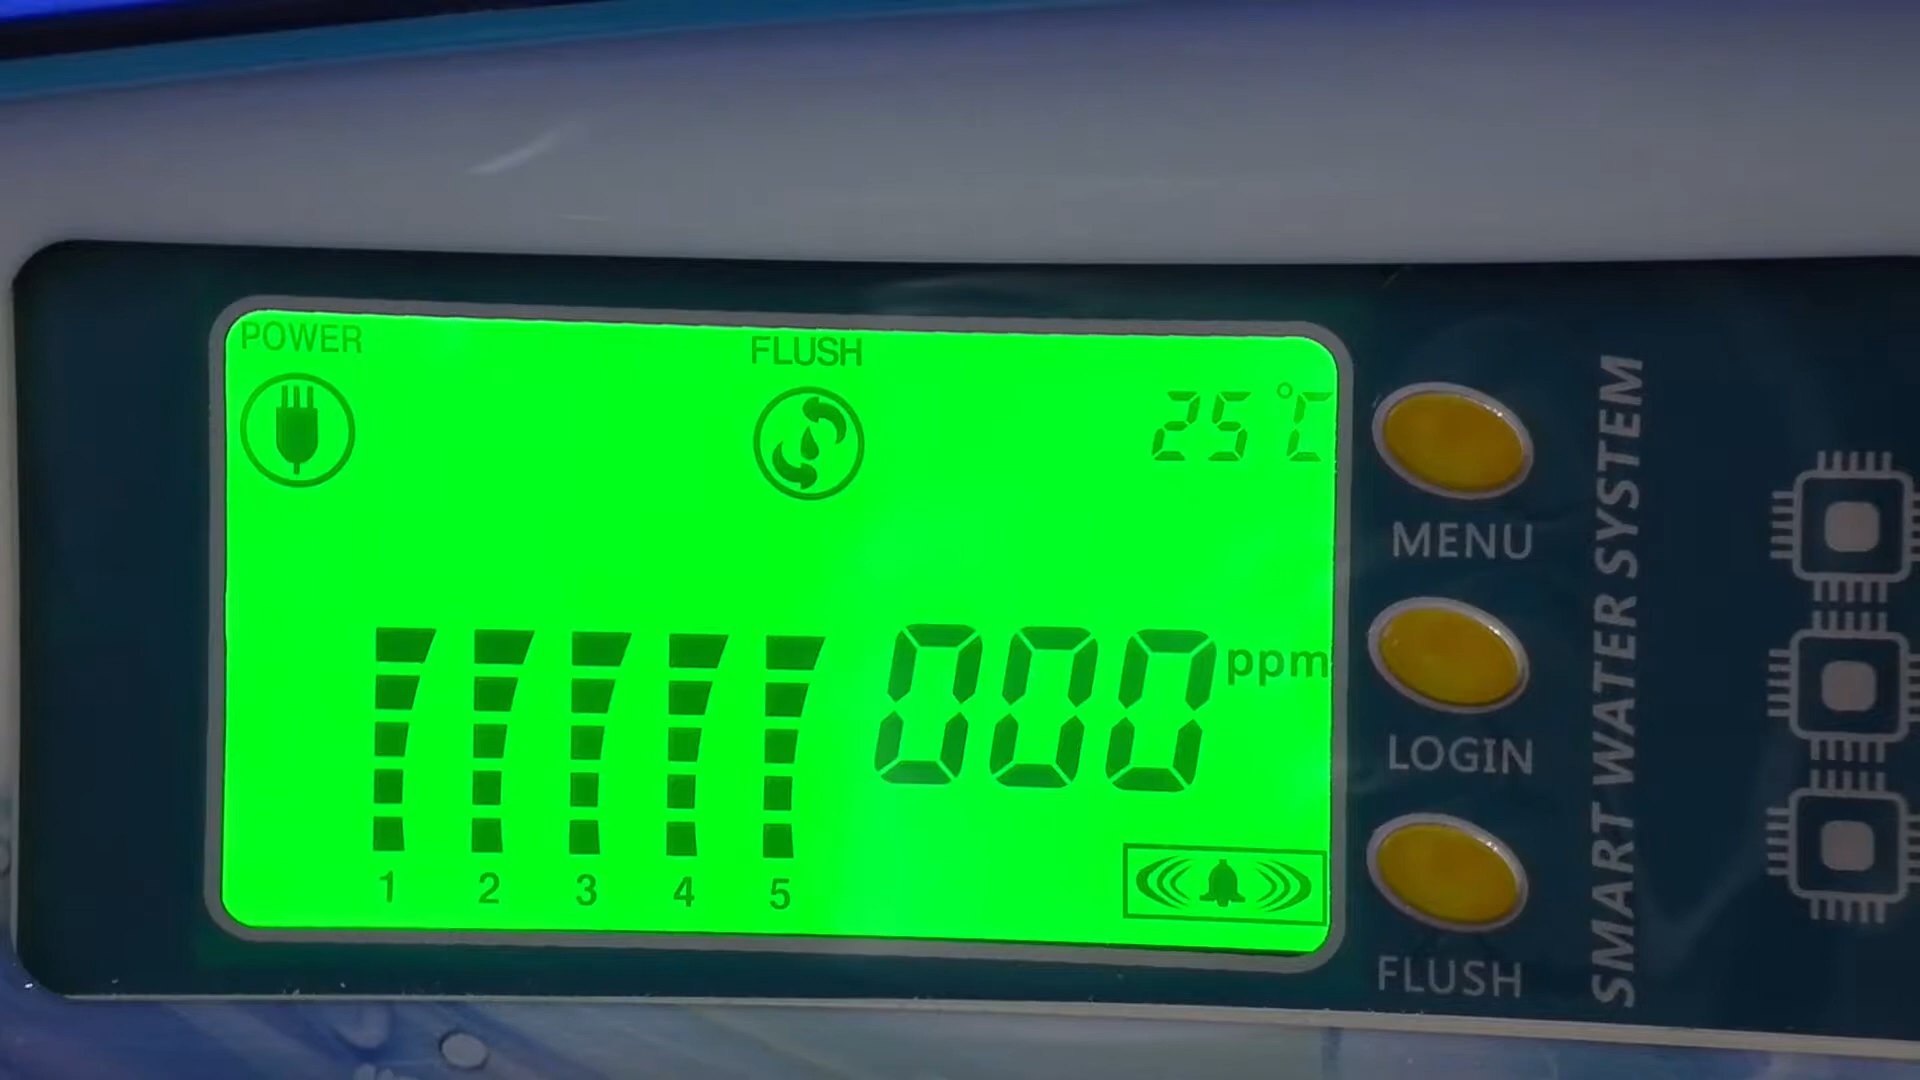 POWER
FLUSH
25°C
000 ppm
1 2 3 4 5
MENU
LOGIN
FLUSH
SMART WATER SYSTEM